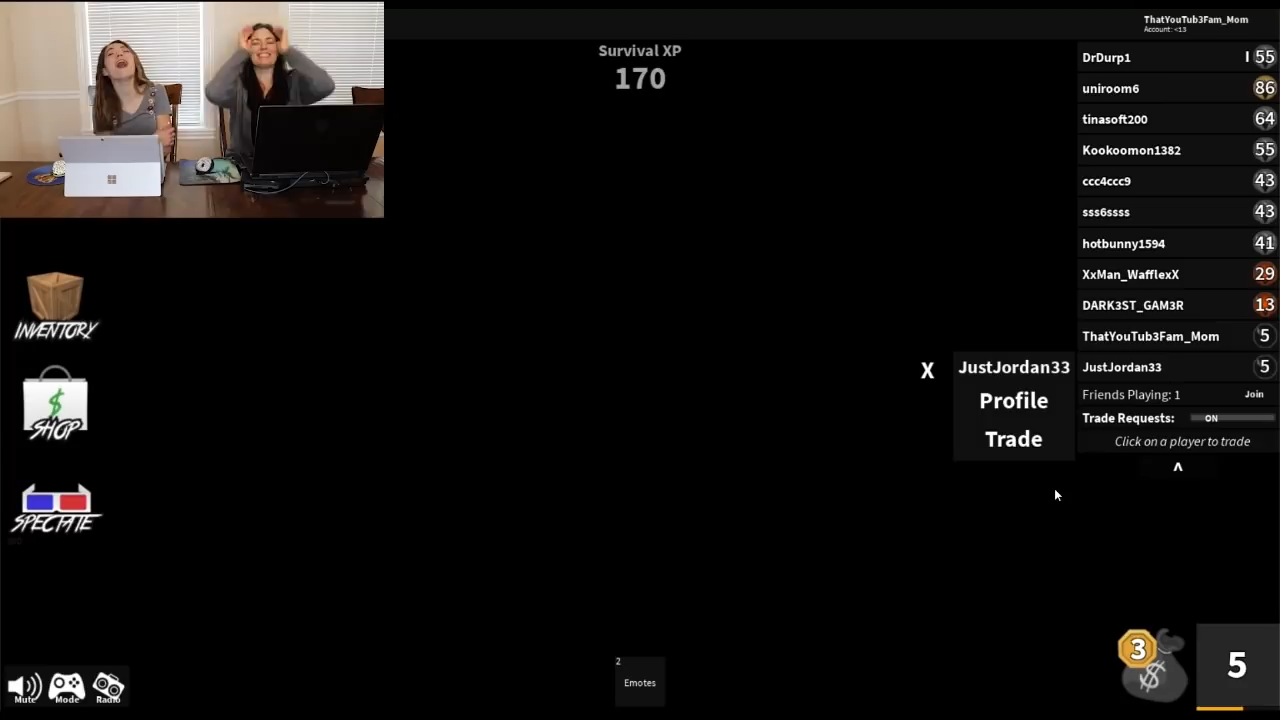 ThatYouTub3Fam_Mom
Account: <13
Survival XP
170
DrDurp1 55
uniroom6 86
tinasoft200 64
Kookoomon1382 55
sss6ssss 43
hotbunny1594 41
XxMan_WafflexX 29
DARK3ST_GAM3R 13
ThatYouTub3Fam_Mom 5
JustJordan33 5
Friends Playing: 1 Join
Trade Requests: ON
Click on a player to trade
^
X
JustJordan33
Profile
Trade
INVENTORY
$
SHOP
SPECTATE
Mute Mode Radio
2
Emotes
3
$
5